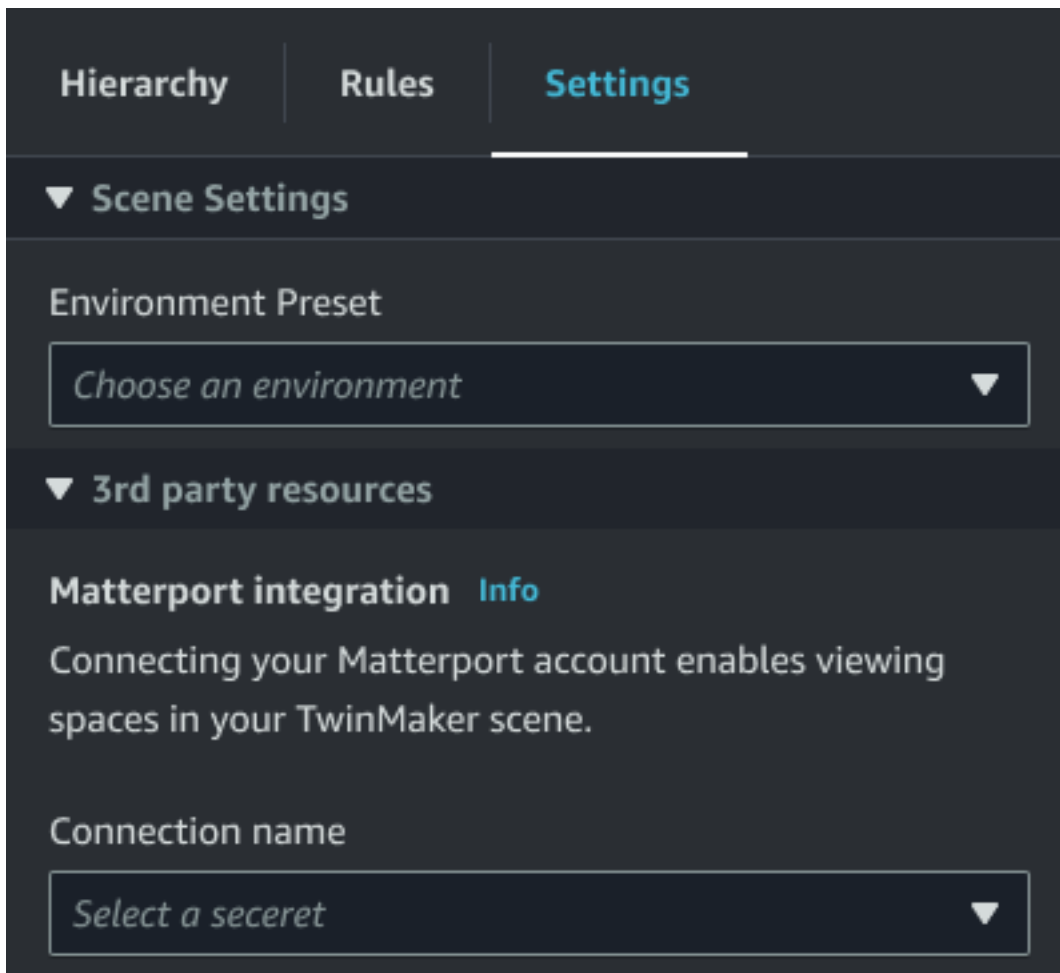 Hierarchy Rules Settings
Scene Settings
Environment Preset
Choose an environment
3rd party resources
Matterport integration Info
Connecting your Matterport account enables viewing
spaces in your TwinMaker scene.
Connection name
Select a seceret